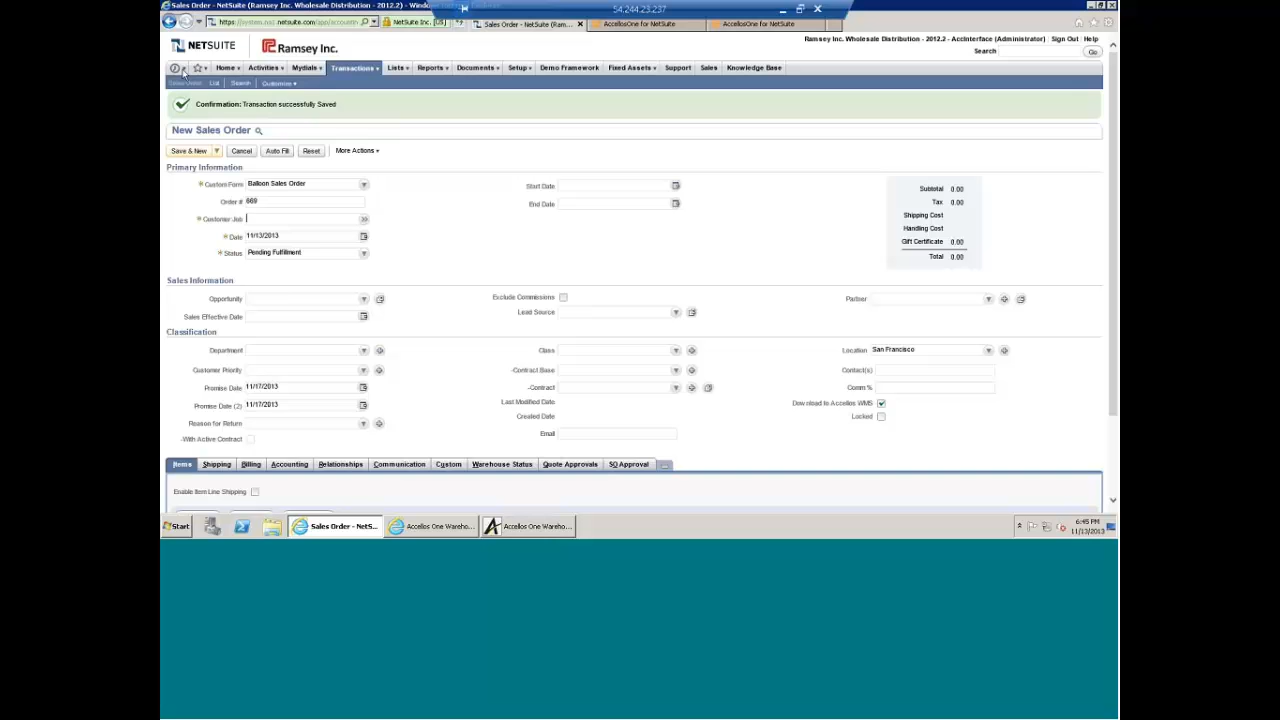 Sales Order - NetSuite (Ramsey Inc. Wholesale Distribution - 2012.2) - Wind
54.244.23.237
NetSuite Inc. [US]
Sales Order - NetSuite (Ram...
AccellosOne for NetSuite
AccellosOne for NetSuite
NETSUITE
Ramsey Inc.
Ramsey Wholesale Distribution - 2012.2 - AccInterface (Administrator) Sign Out Help
Search
Go
Home Activities Mydials Transactions Lists Reports Documents Setup Demo Framework Fixed Assets Support Sales Knowledge Base
Sales Order List Search Customize
Confirmation: Transaction successfully Saved
New Sales Order
Save & New Cancel Auto Fill Reset More Actions
Primary Information
*Custom Form Balloon Sales Order
Order # 669
*Customer:Job
*Date 11/13/2013
*Status Pending Fulfillment
Start Date
End Date
Subtotal 0.00
Tax 0.00
Shipping Cost
Handling Cost
Gift Certificate 0.00
Total 0.00
Sales Information
Opportunity
Sales Effective Date
Exclude Commissions
Lead Source
Partner
Classification
Department
Customer Priority
Promise Date 11/17/2013
Promise Date (2) 11/17/2013
Reason for Return
-With Active Contract
Class
-Contract Base
-Contract
Last Modified Date
Created Date
Email
Location San Francisco
Contact(s)
Comm %
Download to Accellos WMS
Locked
Items Shipping Billing Accounting Relationships Communication Custom Warehouse Status Quote Approvals SO Approval
Enable Item Line Shipping
Start
Sales Order - NetS...
Accellos One Wareho...
Accellos One Wareho...
6:45 PM
11/13/2013